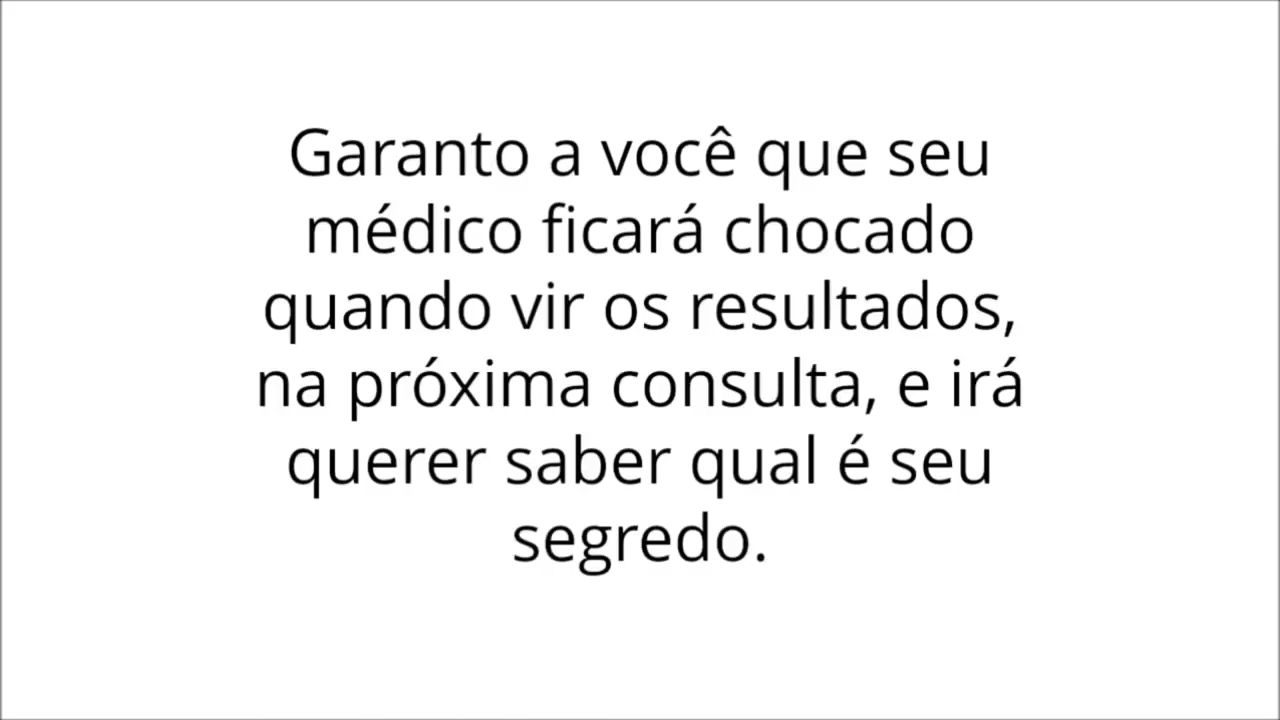 Garanto a você que seu
médico ficará chocado
quando vir os resultados,
na próxima consulta, e irá
querer saber qual é seu
segredo.